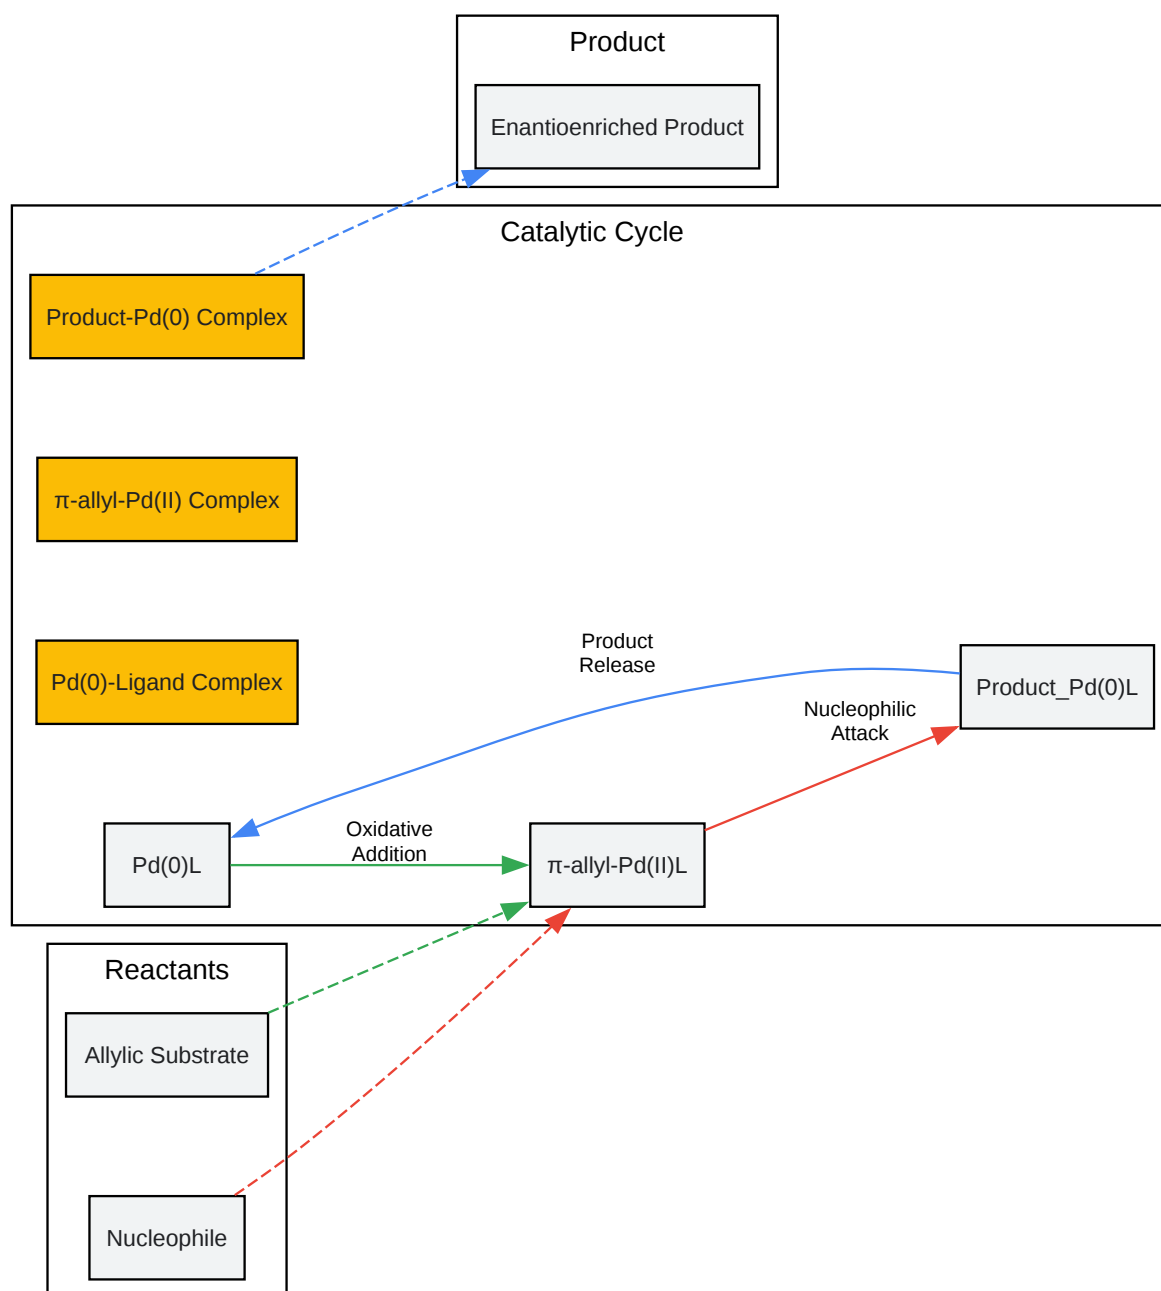 Product
Enantioenriched Product
Catalytic Cycle
Product-Pd(0) Complex
π-allyl-Pd(II) Complex
Product
Release
Pd(0)-Ligand Complex
Product_Pd(0)L
Nucleophilic
Attack
Oxidative
Addition
Pd(0)L
π-allyl-Pd(II)L
Reactants
Allylic Substrate
Nucleophile